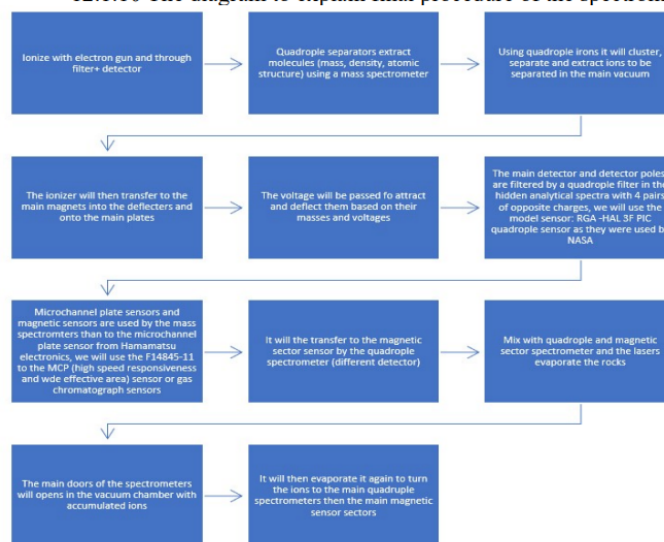 12.1.10 The diagram to explain final procedure of the
Ionize with electron gun and through
filter+ detector
Quadrople separators extract
molecules (mass, density, atomic
structure) using a mass spectrometer
Using quadrople irons it will cluster,
separate and extract ions to be
separated in the main vacuum
The ionizer will then transfer to the
main magnets into the deflecters and
onto the main plates
The voltage will be passed fo attract
and deflect them based on their
masses and voltages
The main detector and detector poles
are filtered by a quadrople filter in the
hidden analytical spectra with 4 pairs
of opposite charges, we will use the
model sensor: RGA -HAL 3F PIC
quadrople sensor as they were used b
NASA
Microchannel plate sensors and
magnetic sensors are used by the mass
spectromters than to the microchannel
plate sensor from Hamamatsu
electronics, we will use the F14845-11
to the MCP (high speed responsiveness
and wde effective area) sensor or gas
chromatograph sensors
It will the transfer to the magnetic
sector sensor by the quadrople
spectrometer (different detector)
Mix with quadrople and magnetic
sector spectrometer and the lasers
evaporate the rocks
The main doors of the spectrometers
will opens in the vacuum chamber with
accumulated ions
It will then evaporate it again to turn
the ions to the main quadruple
spectrometers then the main magnetic
sensor sectors